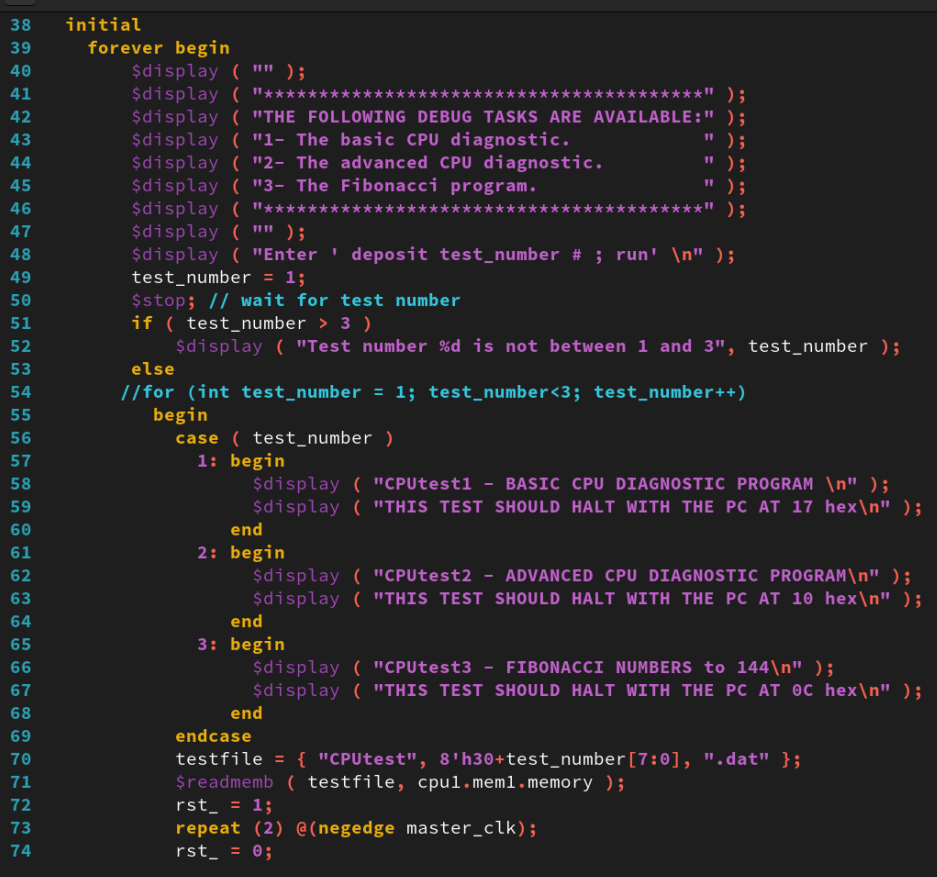 38 initial
39 forever begin
40 $display ( "" );
41 $display ( "****************************************" );
42 $display ( "THE FOLLOWING DEBUG TASKS ARE AVAILABLE:" );
43 $display ( "1- The basic CPU diagnostic.            " );
44 $display ( "2- The advanced CPU diagnostic.         " );
45 $display ( "3- The Fibonacci program.               " );
46 $display ( "****************************************" );
47 $display ( "" );
48 $display ( "Enter ' deposit test_number # ; run' \n" );
49 test_number = 1;
50 $stop; // wait for test number
51 if ( test_number > 3 )
52 $display ( "Test number %d is not between 1 and 3", test_number );
53 else
54 //for (int test_number = 1; test_number<3; test_number++)
55 begin
56 case ( test_number )
57 1: begin
58 $display ( "CPUtest1 - BASIC CPU DIAGNOSTIC PROGRAM \n" );
59 $display ( "THIS TEST SHOULD HALT WITH THE PC AT 17 hex\n" );
60 end
61 2: begin
62 $display ( "CPUtest2 - ADVANCED CPU DIAGNOSTIC PROGRAM\n" );
63 $display ( "THIS TEST SHOULD HALT WITH THE PC AT 10 hex\n" );
64 end
65 3: begin
66 $display ( "CPUtest3 - FIBONACCI NUMBERS to 144\n" );
67 $display ( "THIS TEST SHOULD HALT WITH THE PC AT 0C hex\n" );
68 end
69 endcase
70 testfile = { "CPUtest", 8'h30+test_number[7:0], ".dat" };
71 $readmemb ( testfile, cpu1.mem1.memory );
72 rst_ = 1;
73 repeat (2) @(negedge master_clk);
74 rst_ = 0;